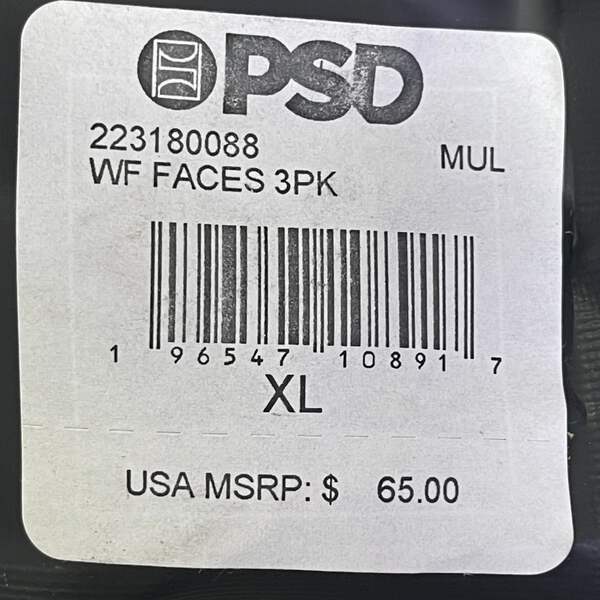 PSD
223180088 MUL
WF FACES 3PK
1 96547 10891 7
XL
USA MSRP: $ 65.00